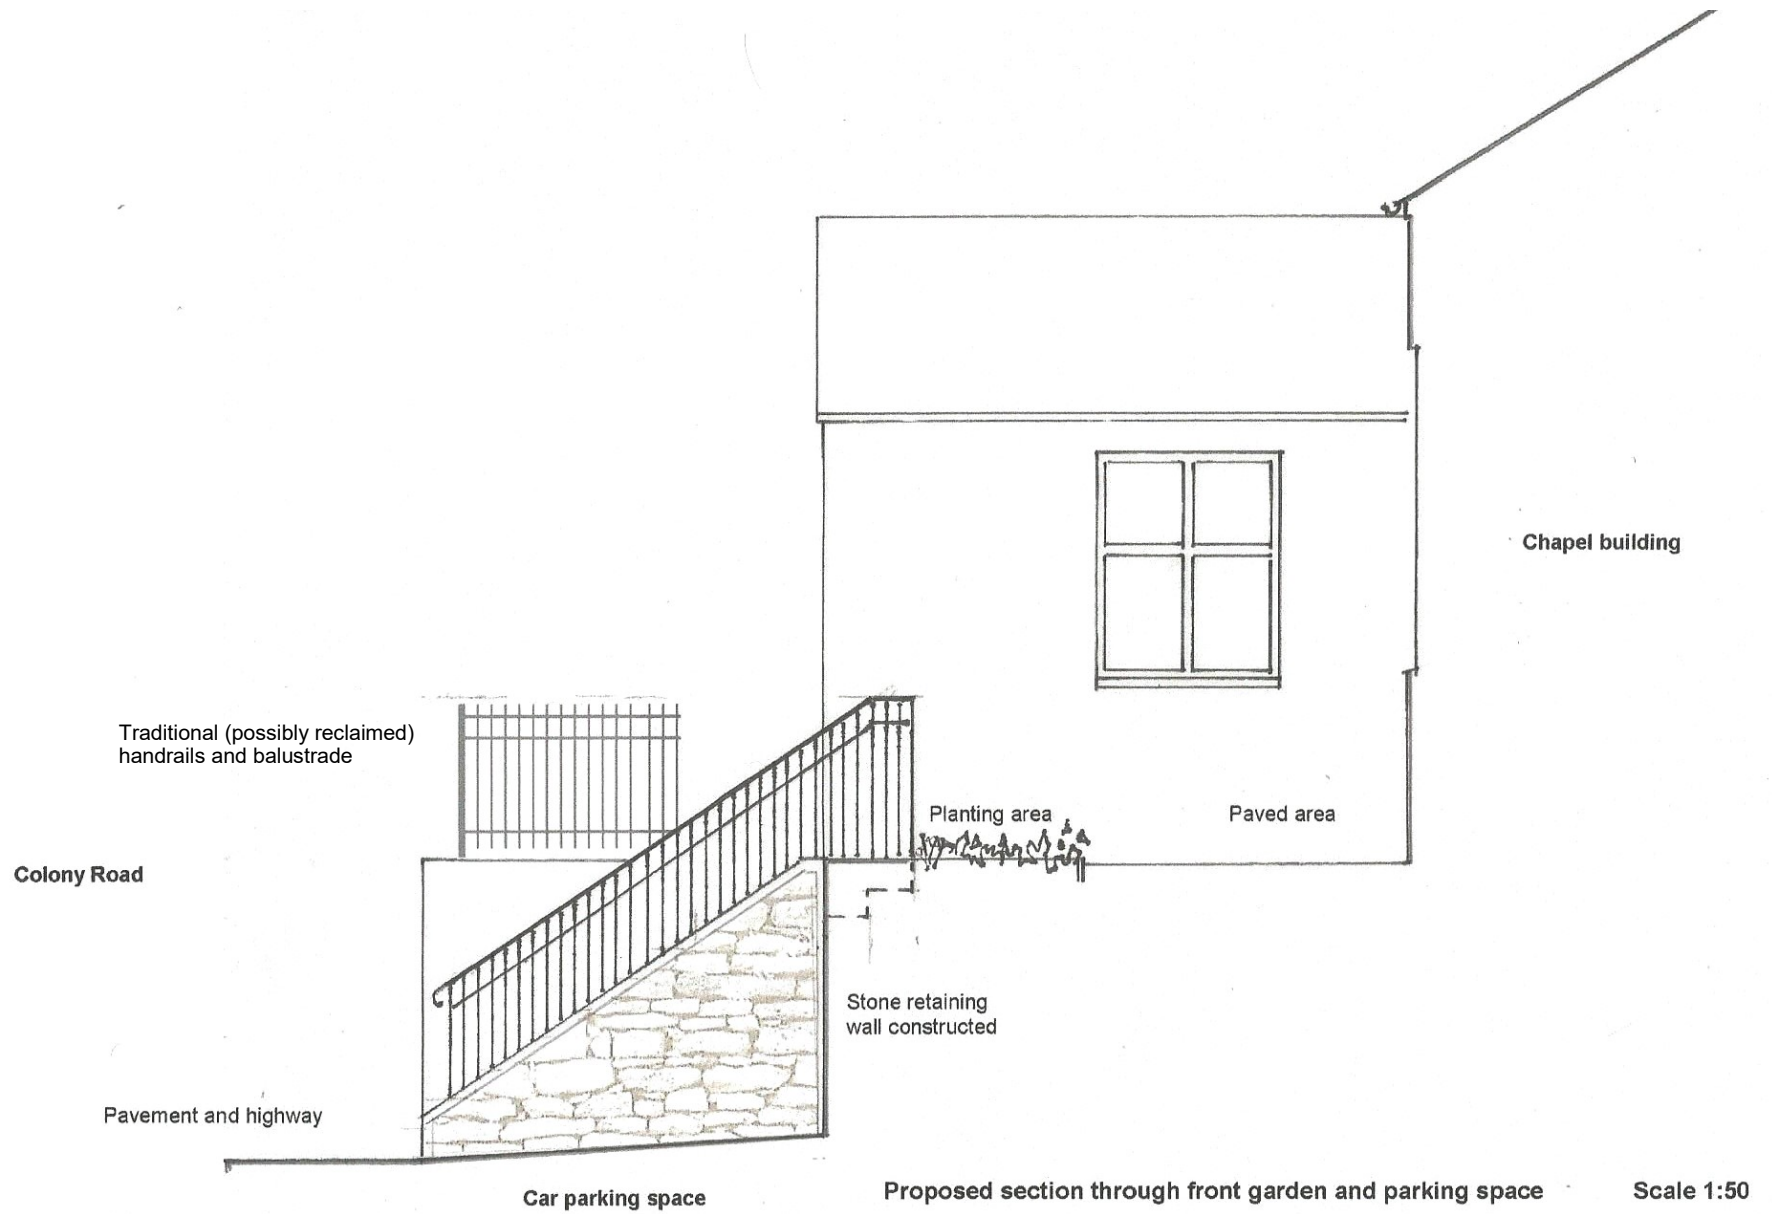 Chapel building
Traditional (possibly reclaimed)
handrails and balustrade
Planting area
Paved area
Colony Road
Stone retaining
wall constructed
Pavement and highway
Car parking space
Proposed section through front garden and parking space
Scale 1:50